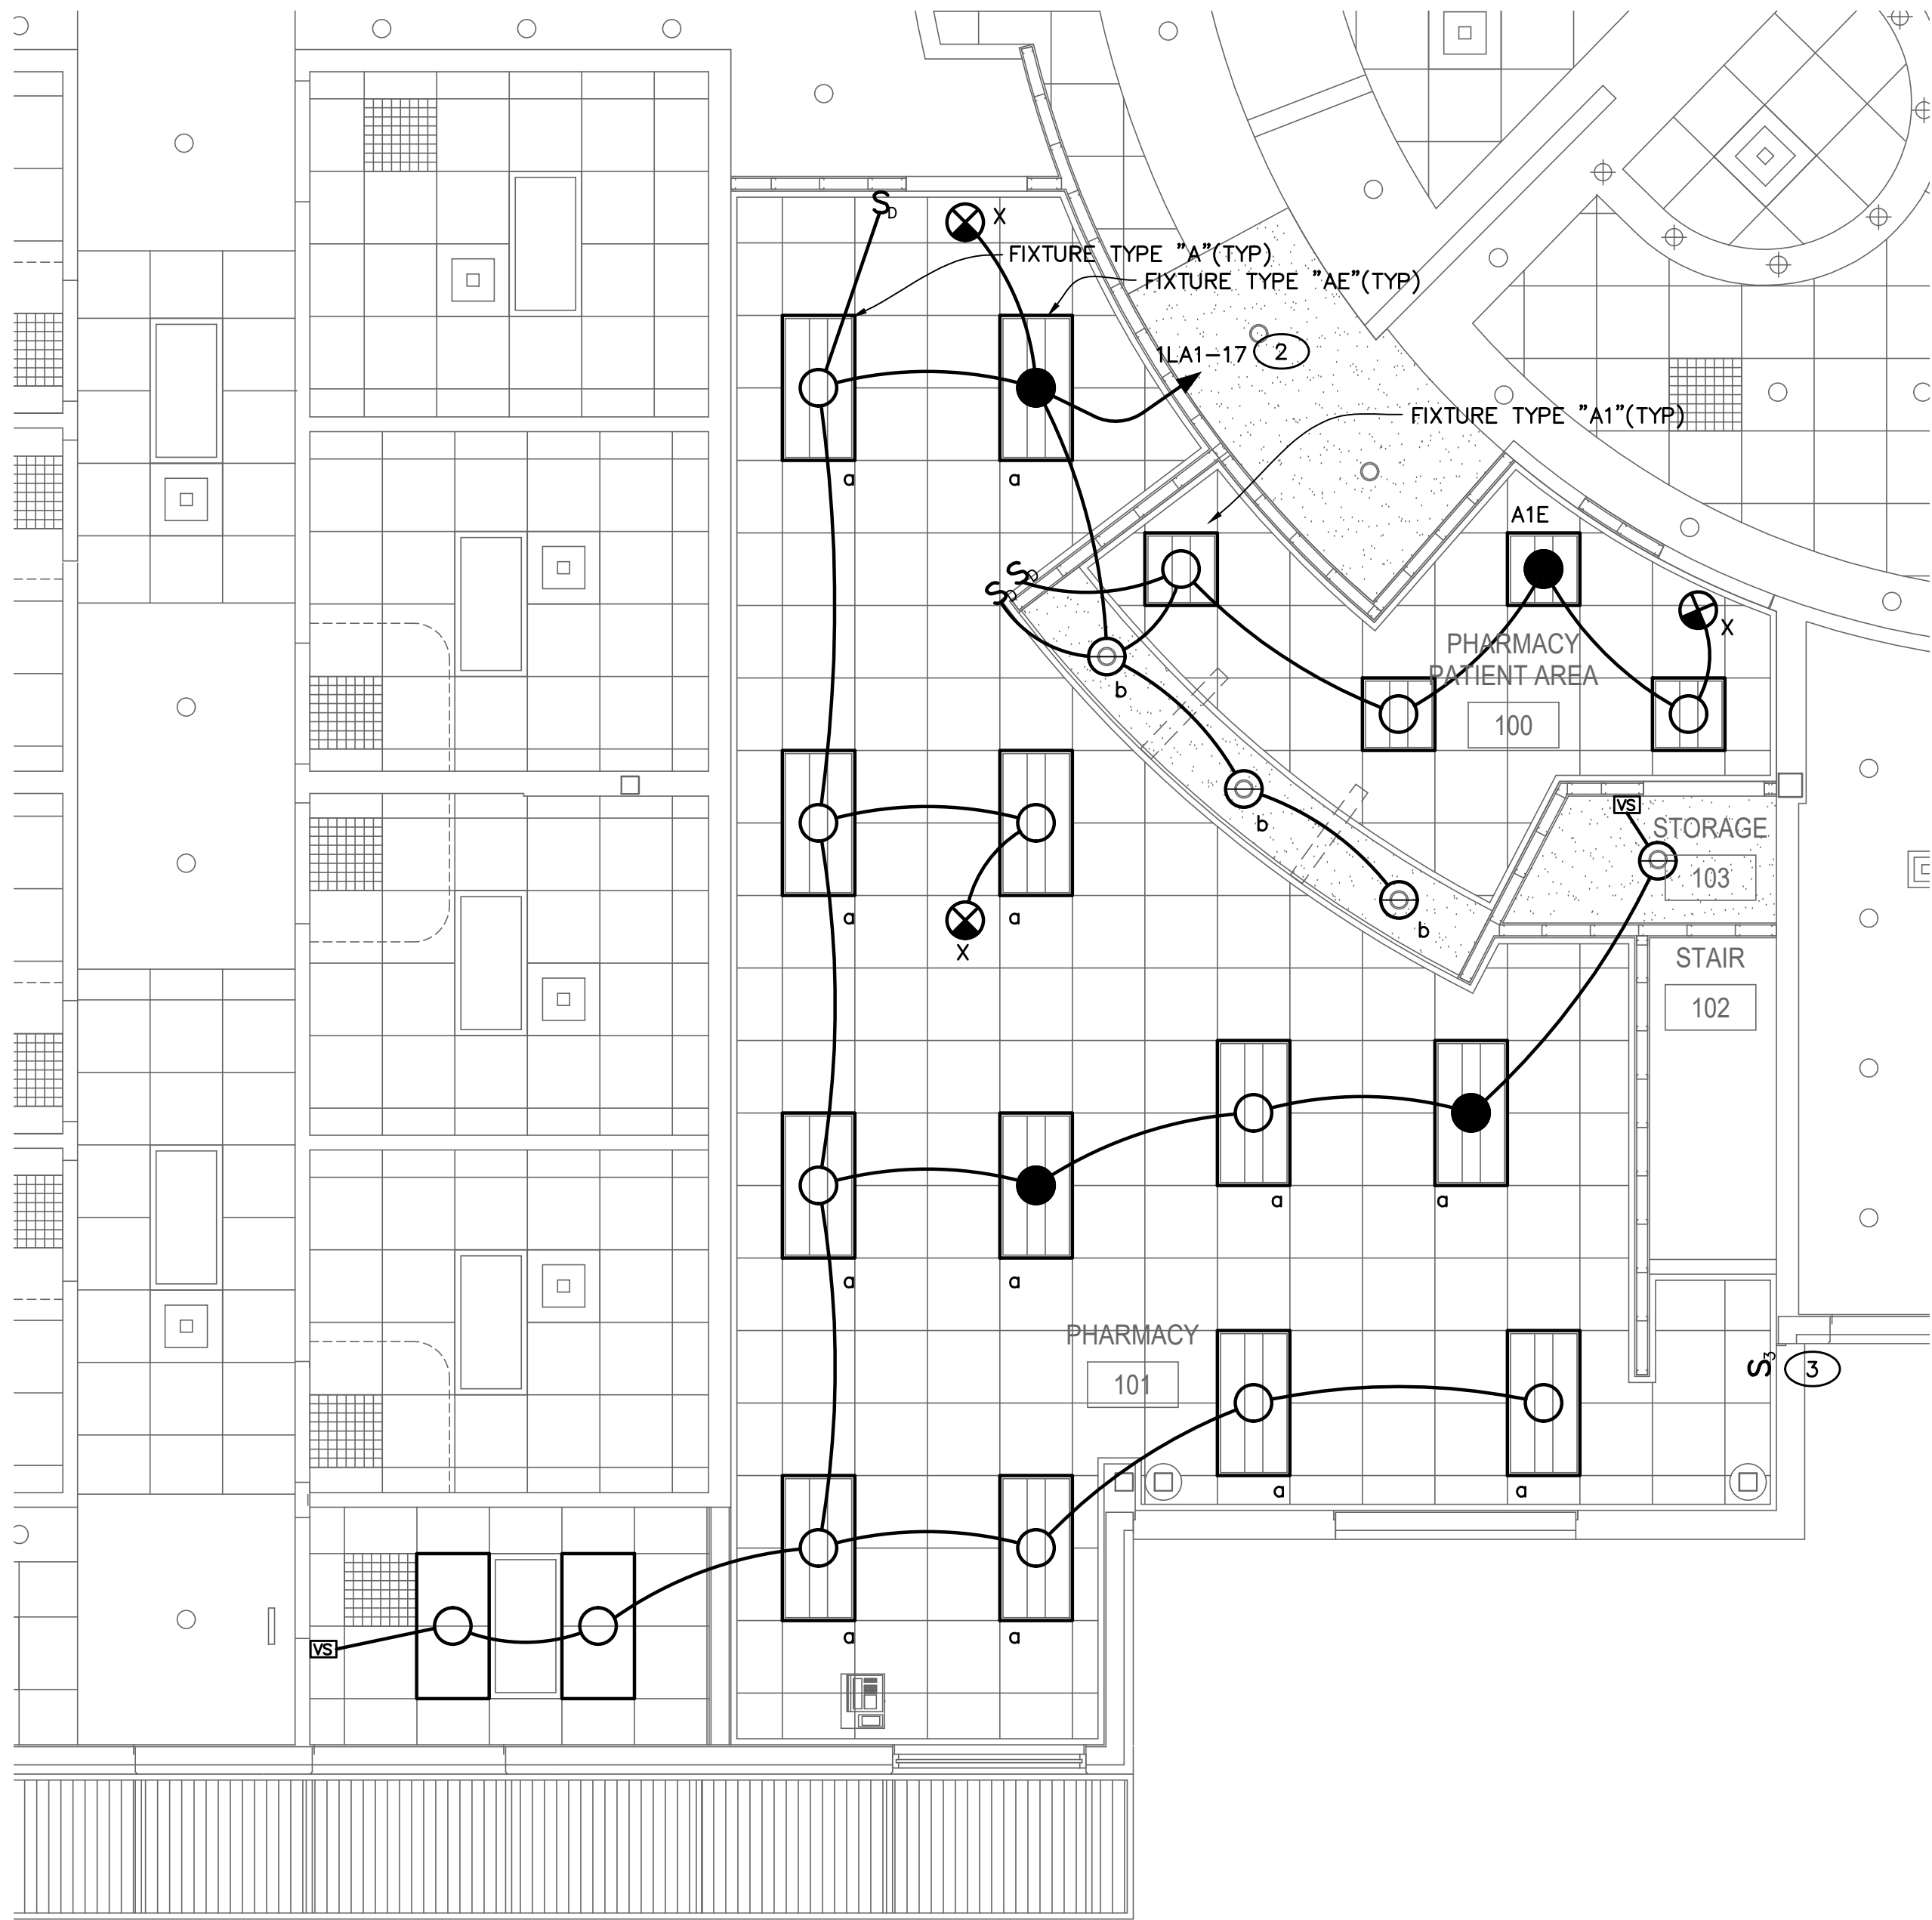 S D
X
FIXTURE TYPE "A"(TYP)
FIXTURE TYPE "AE"(TYP)
1LA1-17 2
FIXTURE TYPE "A1"(TYP)
a a
A1E
S D
S D
X
PHARMACY
PATIENT AREA
100
b
VS
b
STORAGE
103
a a
b
X
STAIR
102
a a
a a
PHARMACY
101
S 3 3
a a
a a
VS